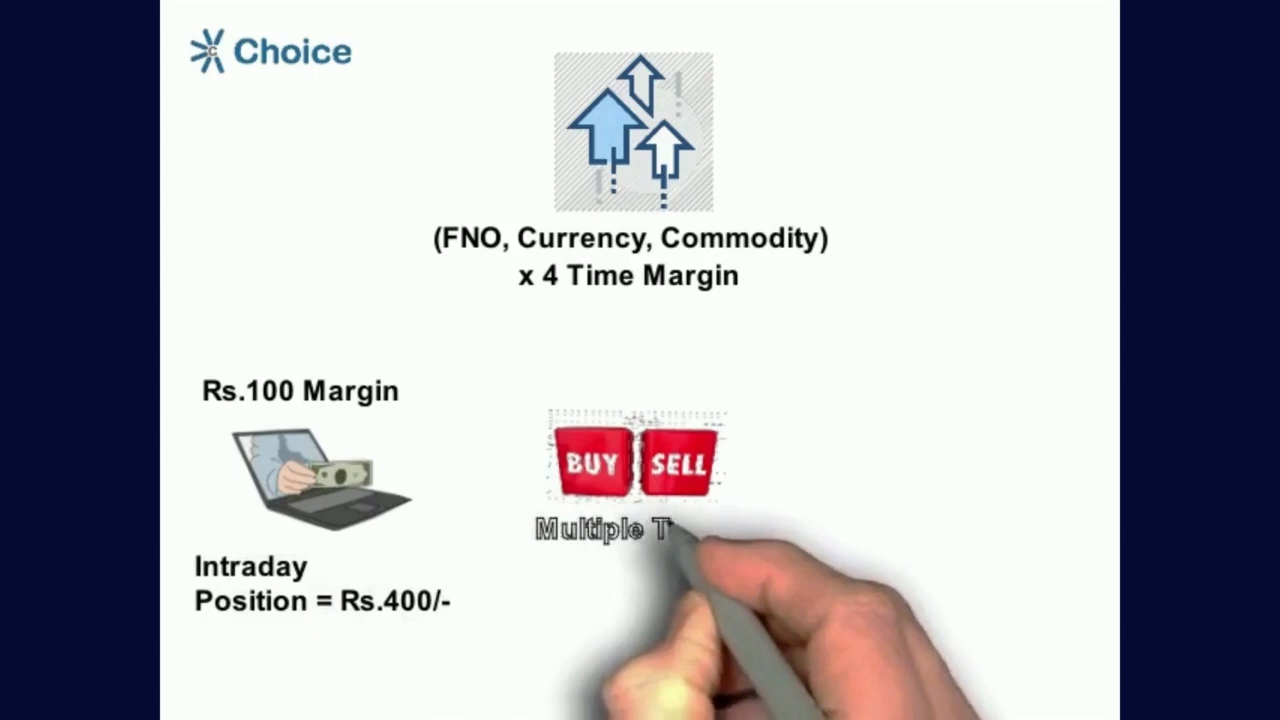 Choice
(FNO, Currency, Commodity)
x 4 Time Margin
Rs.100 Margin
BUY SELL
Multiple T
Intraday
Position = Rs.400/-